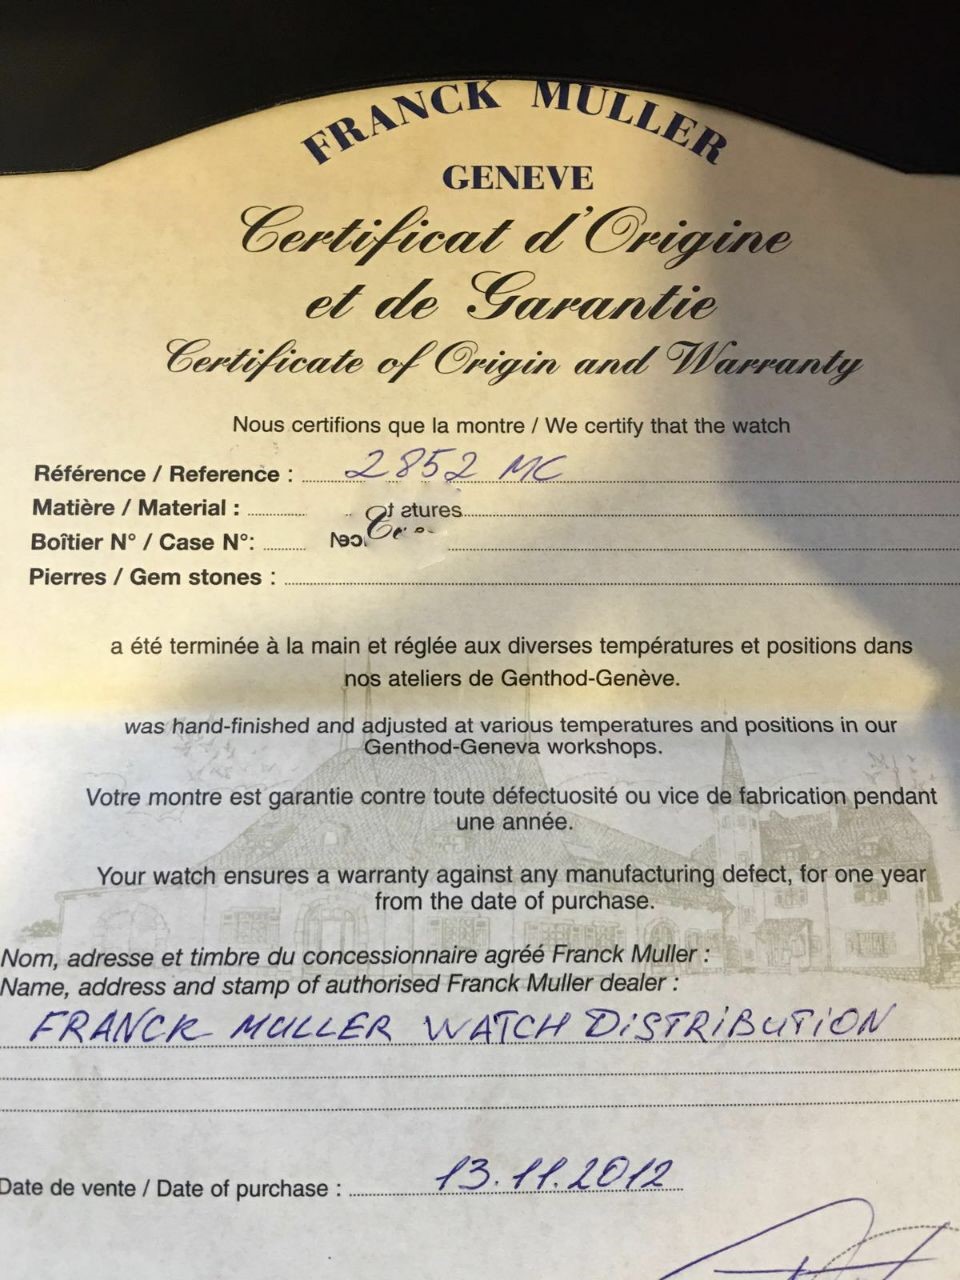 FRANCK MULLER
GENEVE
Certificat d'Origine
et de Garantie
Certificate of Origin and Warranty
Nous certifions que la montre / We certify that the watch
Référence / Reference : 2852 MC
Matière / Material : atures
Boîtier N° / Case N°:
Pierres / Gem stones :
a été terminée à la main et réglée aux diverses températures et positions dans
nos ateliers de Genthod-Genève.
was hand-finished and adjusted at various temperatures and positions in our
Genthod-Geneva workshops.
Votre montre est garantie contre toute défectuosité ou vice de fabrication pendant
une année.
Your watch ensures a warranty against any manufacturing defect, for one year
from the date of purchase.
Nom, adresse et timbre du concessionnaire agréé Franck Muller :
Name, address and stamp of authorised Franck Muller dealer :
FRANCK MULLER WATCH DISTRIBUTION
Date de vente / Date of purchase : 13.11.2012